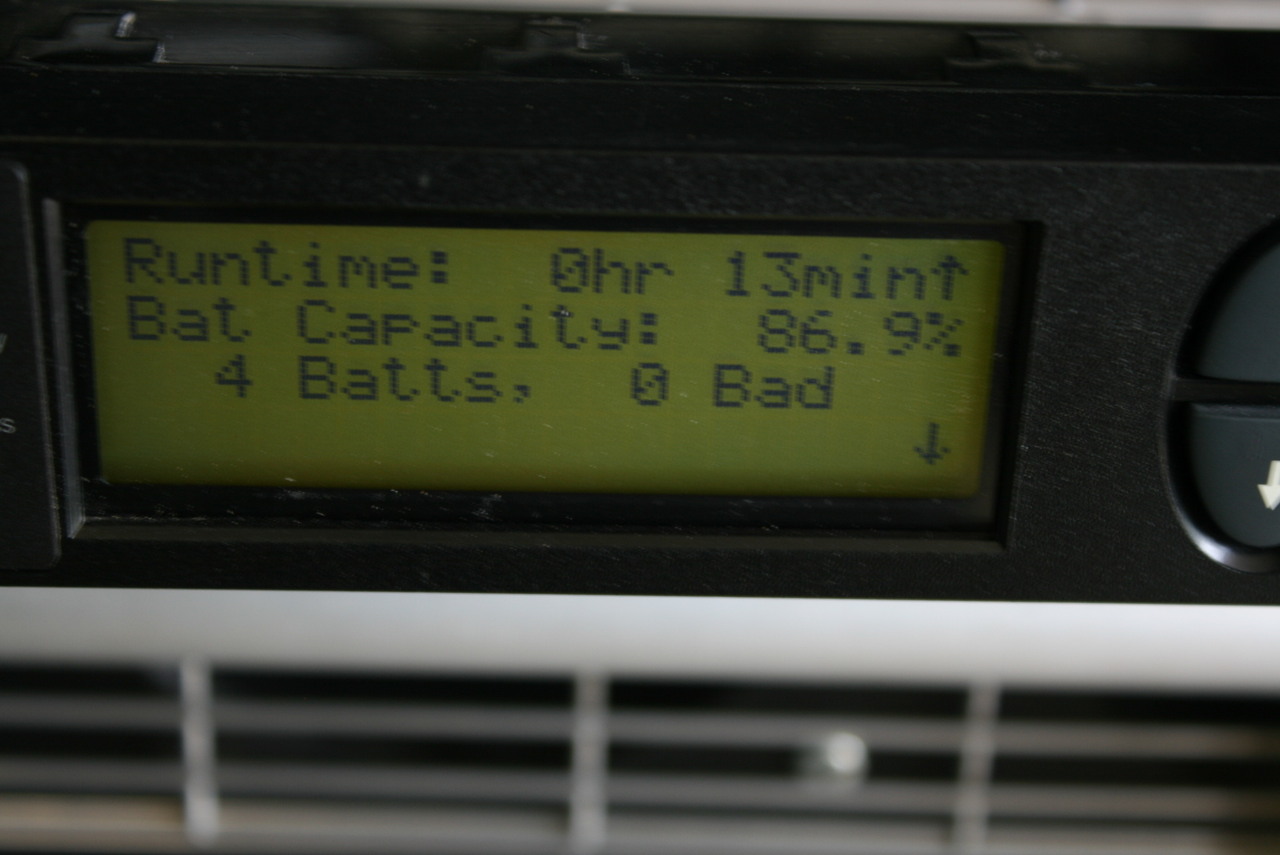 Runtime: 0hr 13min↑
Bat Capacity: 86.9%
4 Batts, 0 Bad
↓